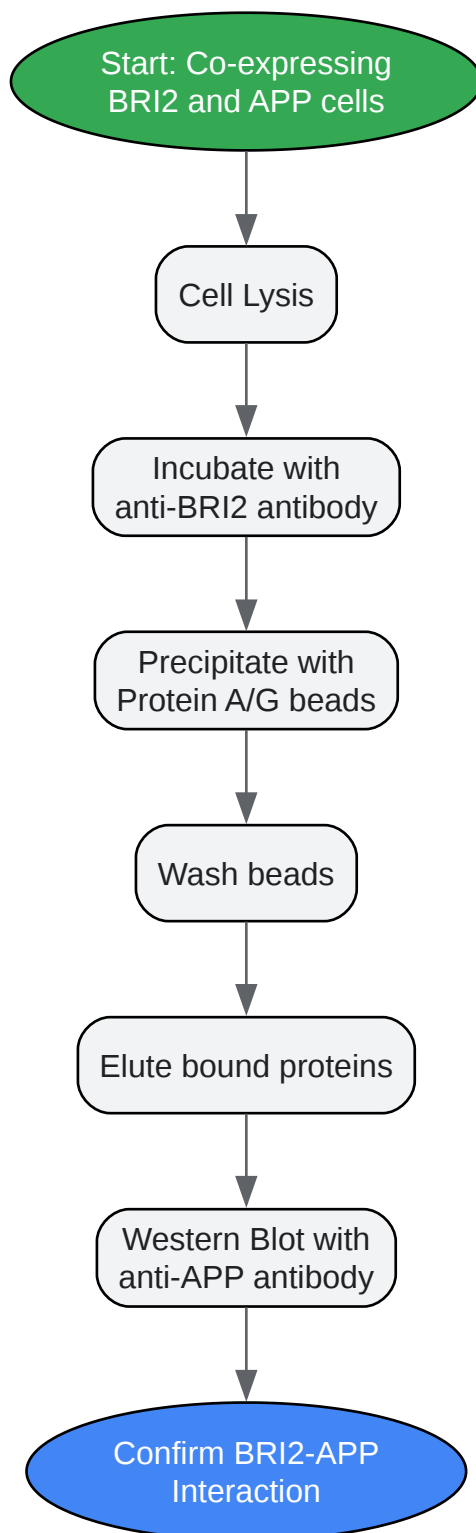 Start: Co-expressing
BRI2 and APP cells
Cell Lysis
Incubate with
anti-BRI2 antibody
Precipitate with
Protein A/G beads
Wash beads
Elute bound proteins
Western Blot with
anti-APP antibody
Confirm BRI2-APP
Interaction